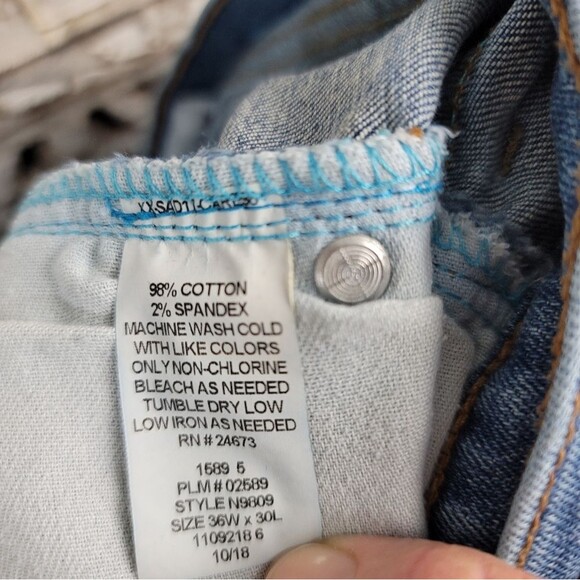 98% COTTON
2% SPANDEX
MACHINE WASH COLD
WITH LIKE COLORS
ONLY NON-CHLORINE
BLEACH AS NEEDED
TUMBLE DRY LOW
LOW IRON AS NEEDED
RN # 24673
1589 5
PLM # 02589
STYLE N9809
SIZE 36W x 30L
1109218 6
10/18